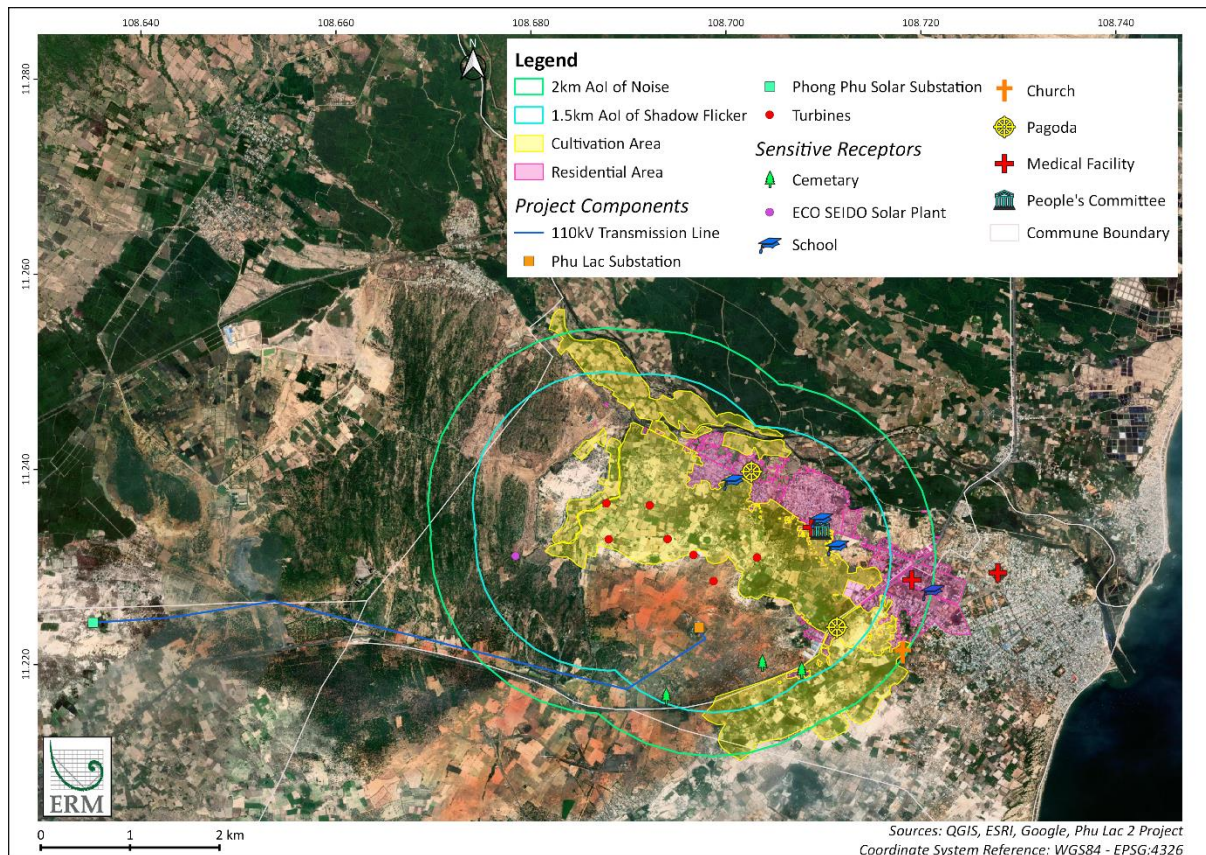 108.640
108.660
108.680
108.700
108.720
108.740
11.280
11.260
11.240
11.220
N
Legend
2km AoI of Noise
1.5km AoI of Shadow Flicker
Cultivation Area
Residential Area
Project Components
110kV Transmission Line
Phu Lac Substation
Phong Phu Solar Substation
Turbines
Sensitive Receptors
Cemetary
ECO SEIDO Solar Plant
School
Church
Pagoda
Medical Facility
People's Committee
Commune Boundary
ERM
0 1 2 km
Sources: QGIS, ESRI, Google, Phu Lac 2 Project
Coordinate System Reference: WGS84 - EPSG:4326